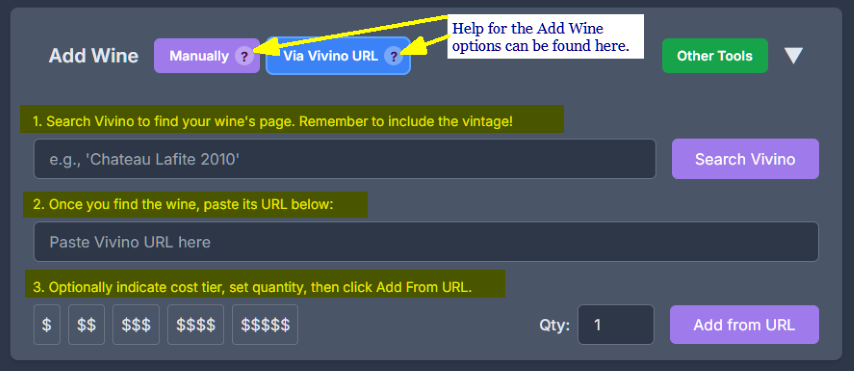 Add Wine Manually ? Via Vivino URL ? Help for the Add Wine
options can be found here.
Other Tools
1. Search Vivino to find your wine's page. Remember to include the vintage!
e.g., 'Chateau Lafite 2010' Search Vivino
2. Once you find the wine, paste its URL below:
Paste Vivino URL here
3. Optionally indicate cost tier, set quantity, then click Add From URL.
$ $$ $$$ $$$$ $$$$$ Qty: 1 Add from URL